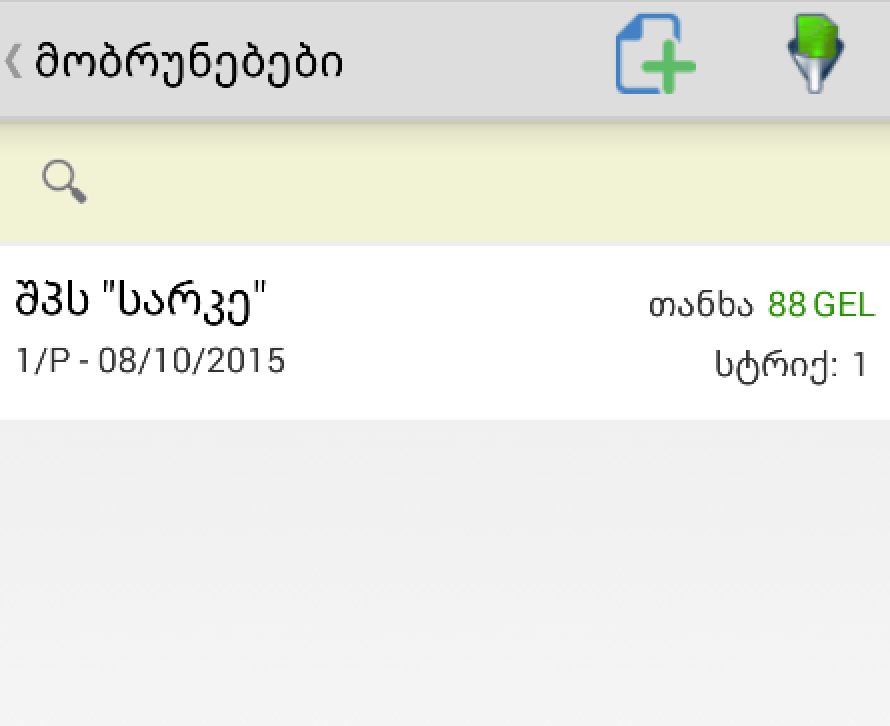 მობრუნებები
შპს "სარკე"
თანხა 88 GEL
1/P - 08/10/2015
სტრიქ: 1